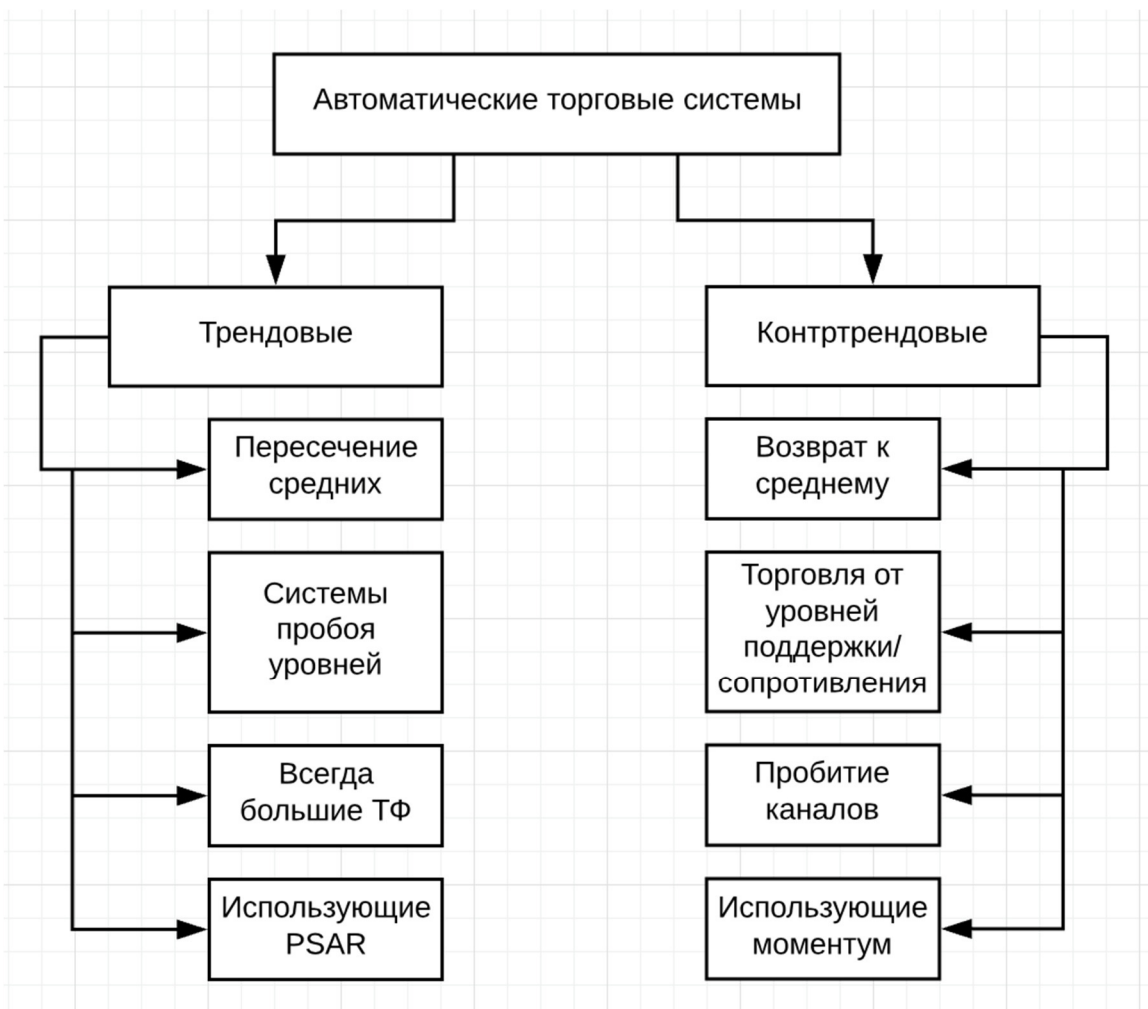 Автоматические торговые системы
Трендовые
Контртрендовые
Пересечение
средних
Возврат к
среднему
Системы
пробоя
уровней
Торговля от
уровней
поддержки/
сопротивления
Всегда
большие ТФ
Пробитие
каналов
Использующие
PSAR
Использующие
моментум